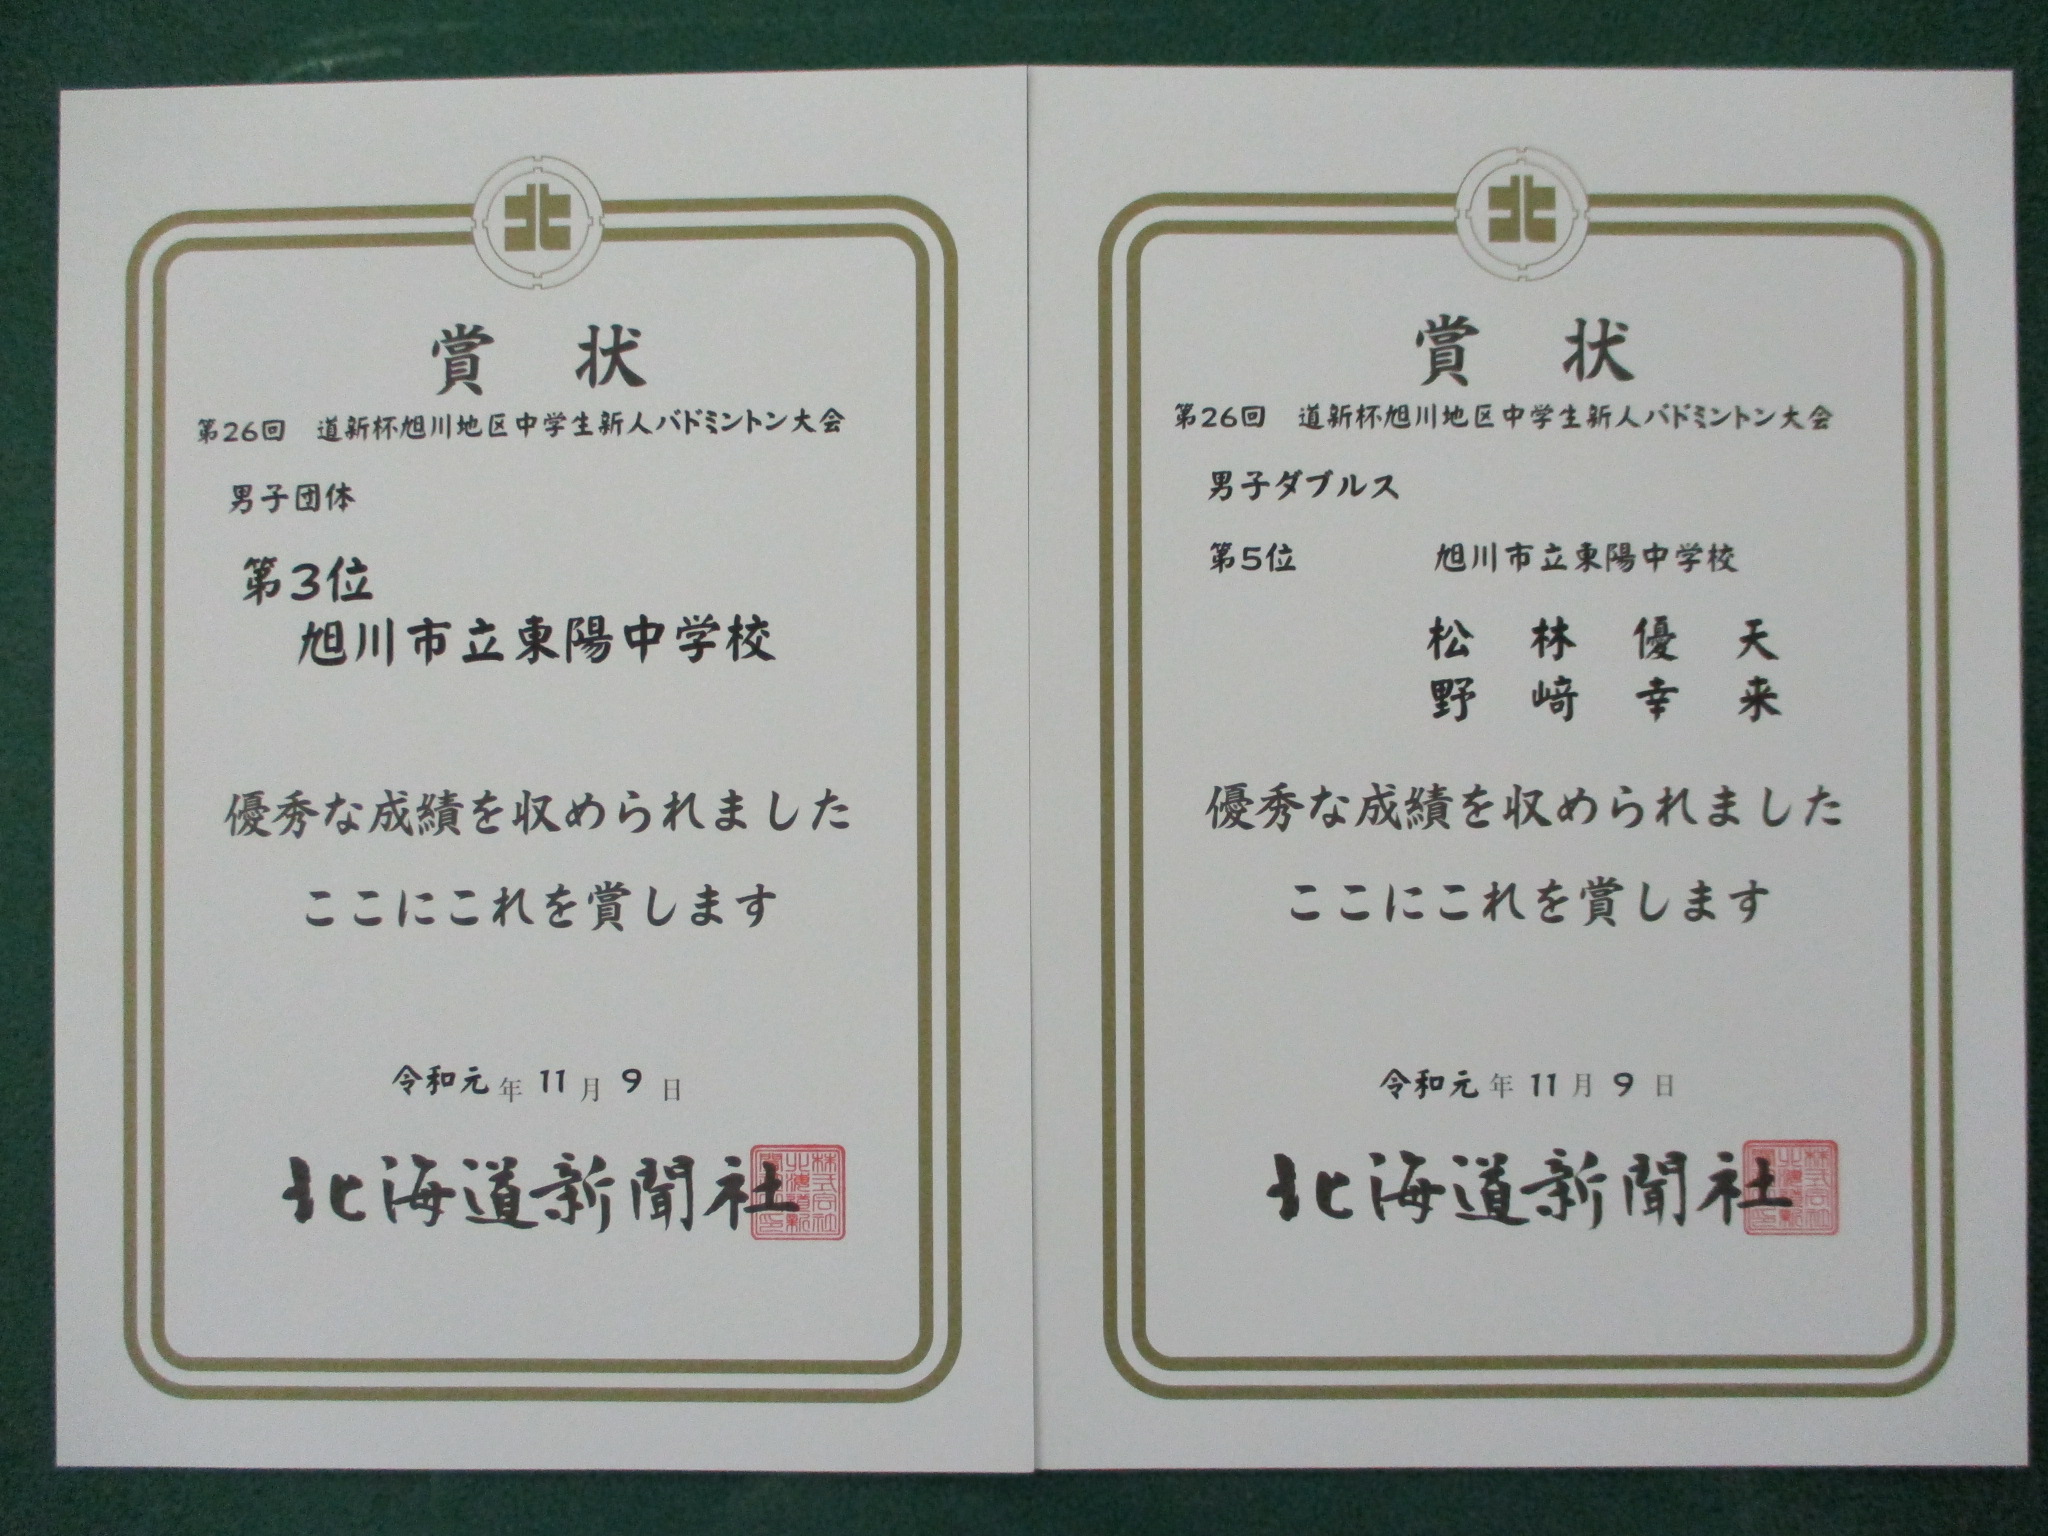 北
賞 状
第26回 道新杯旭川地区中学生新人バドミントン大会
男子団体
第3位
旭川市立東陽中学校
優秀な成績を収められました
ここにこれを賞します
令和元年11月9日
北海道新聞社
北
賞 状
第26回 道新杯旭川地区中学生新人バドミントン大会
男子ダブルス
第5位 旭川市立東陽中学校
松 林 優 天
野 﨑 幸 来
優秀な成績を収められました
ここにこれを賞します
令和元年11月9日
北海道新聞社